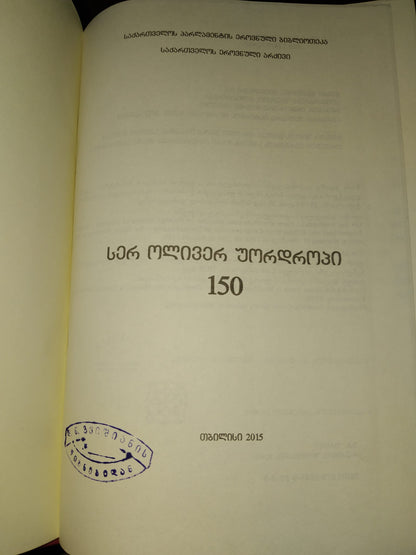 საქართველოს პარლამენტის ეროვნული ბიბლიოთეკა
საქართველოს ეროვნული არქივი
სერ ოლივერ უორდროპი
150
თბილისი 2015